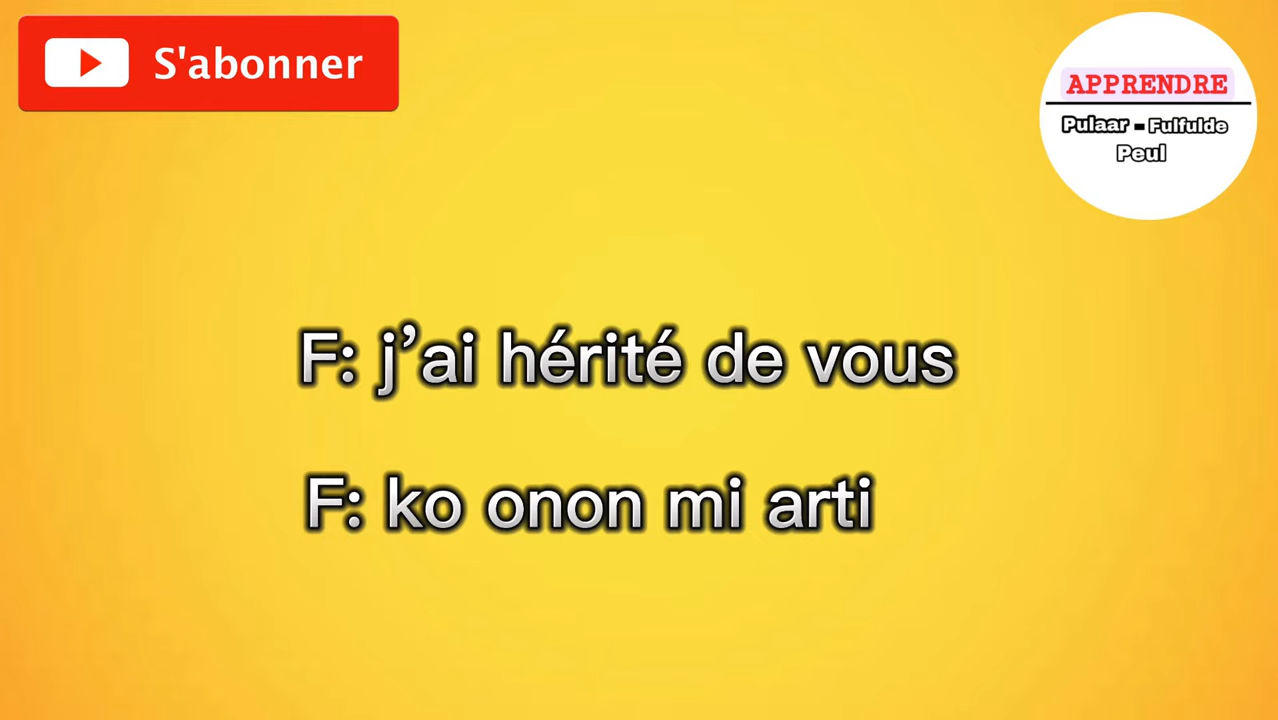 S'abonner
APPRENDRE
Pulaar - Fulfulde
Peul
F: j’ai hérité de vous
F: ko onon mi arti